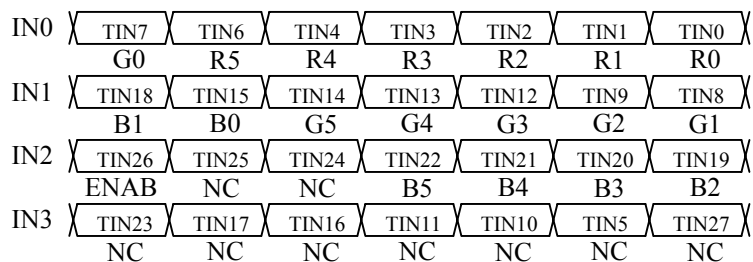 IN0 TIN7 TIN6 TIN4 TIN3 TIN2 TIN1 TIN0
G0 R5 R4 R3 R2 R1 R0
IN1 TIN18 TIN15 TIN14 TIN13 TIN12 TIN9 TIN8
B1 B0 G5 G4 G3 G2 G1
IN2 TIN26 TIN25 TIN24 TIN22 TIN21 TIN20 TIN19
ENAB NC NC B5 B4 B3 B2
IN3 TIN23 TIN17 TIN16 TIN11 TIN10 TIN5 TIN27
NC NC NC NC NC NC NC